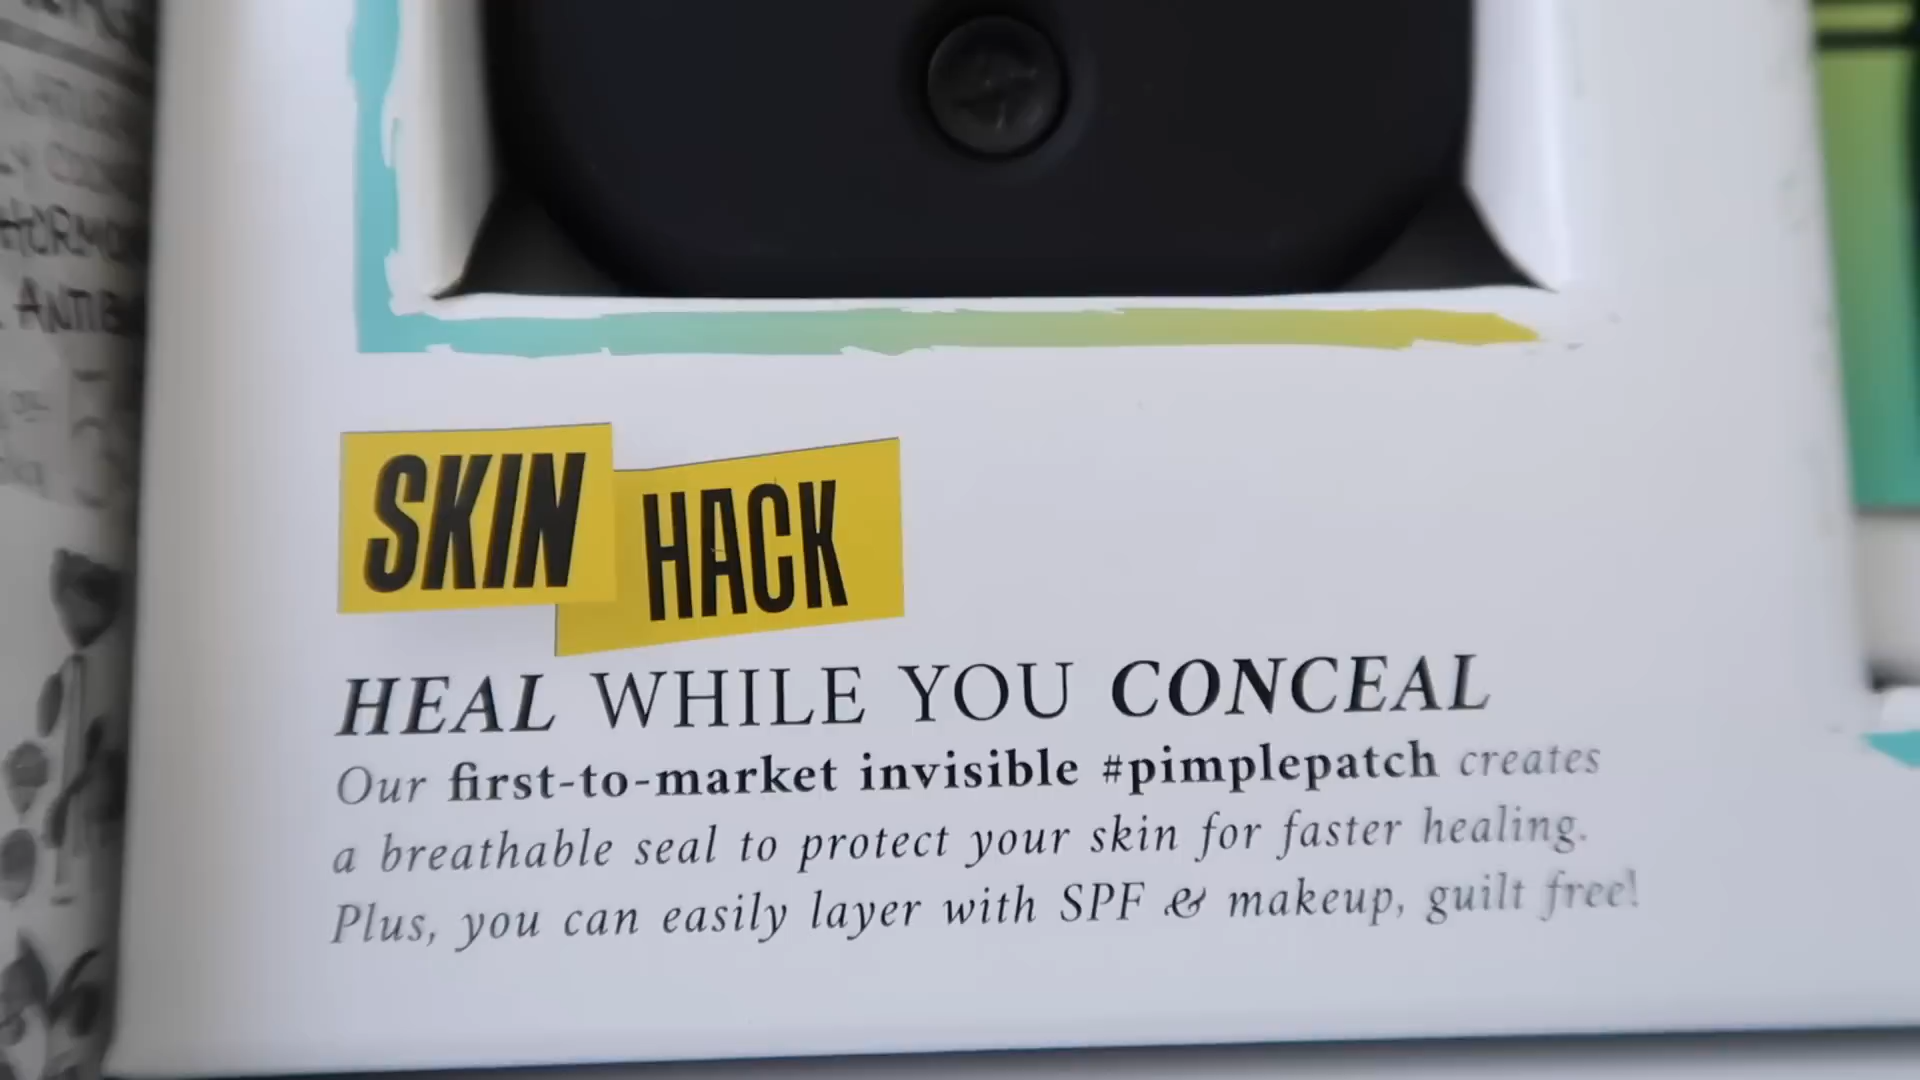 SKIN HACK
HEAL WHILE YOU CONCEAL
Our first-to-market invisible #pimplepatch creates
a breathable seal to protect your skin for faster healing.
Plus, you can easily layer with SPF & makeup, guilt free!